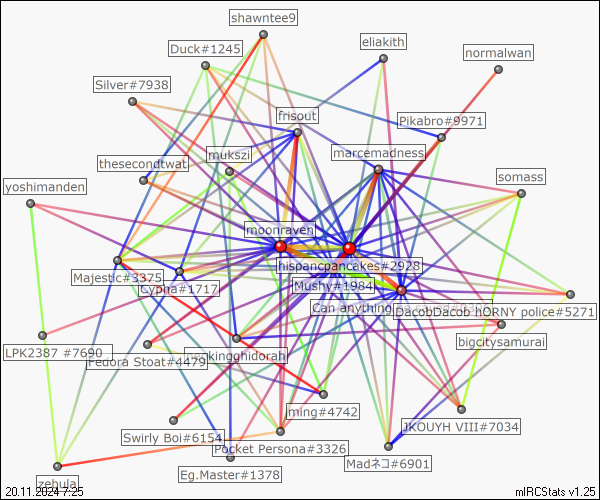 shawntee9
Duck#1245
eliakith
normalwan
Silver#7938
frisout
Pikabro#9971
mukszi
marcemadness
thesecondtwat
yoshimanden
somass
moonraven
hispancpancakes#2928
Majestic#3375
Cypha#1717
Mushy#1984
Can anything
DacobDacob hORNY police#5271
bigcitysamurai
LPK2387 #7690
Fedora Stoat#4479
ming#4742
JKOUYH VIII#7034
Swirly Boi#6154
Pocket Persona#3326
Madネコ#6901
Eg.Master#1378
zebula
20.11.2024 7:25
mIRCStats v1.25